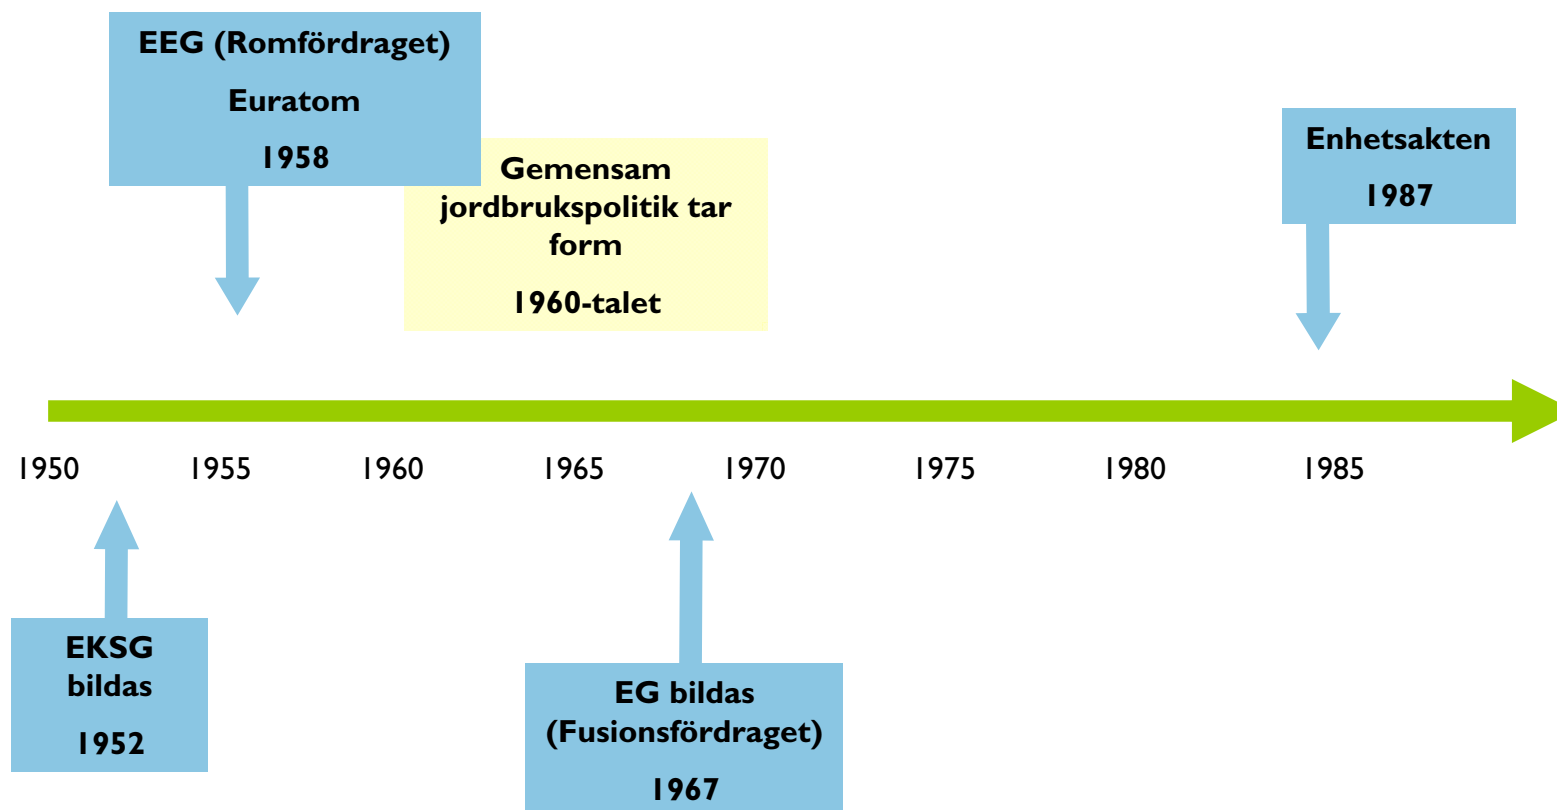 EEG (Romfördraget)
Euratom
1958
Gemensam
jordbrukspolitik tar
form
1960-talet
Enhetsakten
1987
1950
1955
1960
1965
1970
1975
1980
1985
EKSG
bildas
1952
EG bildas
(Fusionsfördraget)
1967